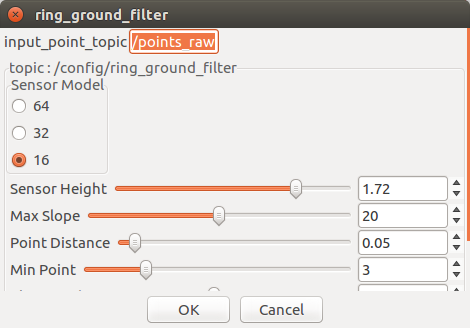 ring_ground_filter
input_point_topic /points_raw
topic : /config/ring_ground_filter
Sensor Model
64
32
16
Sensor Height 1.72
Max Slope 20
Point Distance 0.05
Min Point 3
OK Cancel